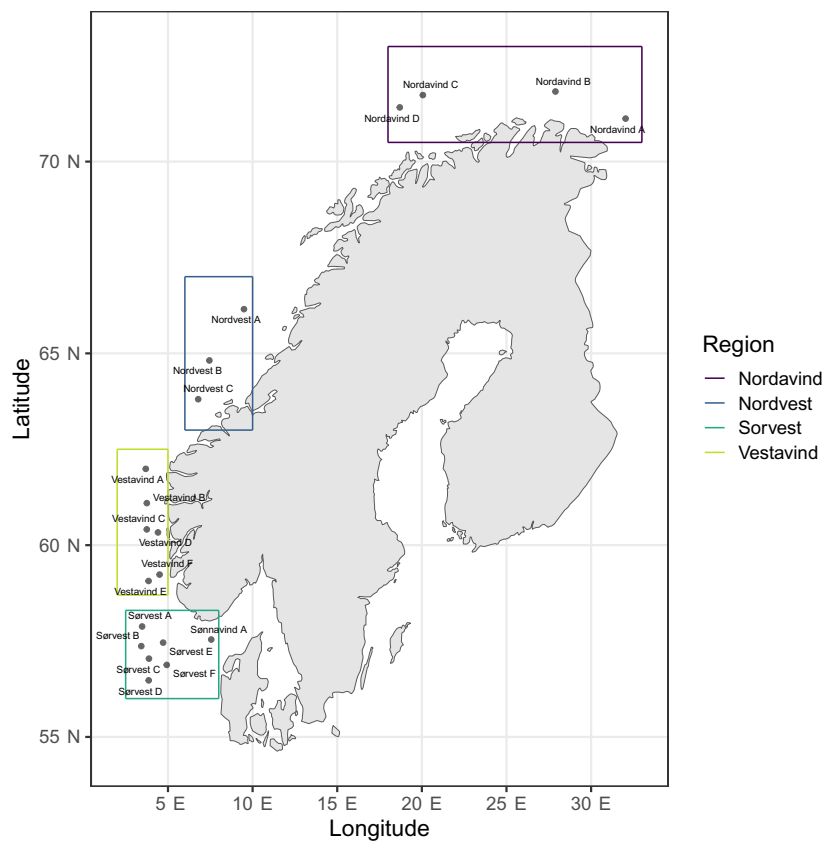 Nordavind B
Nordavind C
Nordavind D
Nordavind A
70 N
Nordvest A
65 N
Nordvest B
Nordvest C
Region
Nordavind
Nordvest
Sorvest
Vestavind
Latitude
Vestavind A
Vestavind B
Vestavind C
Vestavind D
60 N
Vestavind F
Vestavind E
Sørvest A
Sønnavind A
Sørvest B
Sørvest E
Sørvest C
Sørvest F
Sørvest D
55 N
5 E 10 E 15 E 20 E 25 E 30 E
Longitude